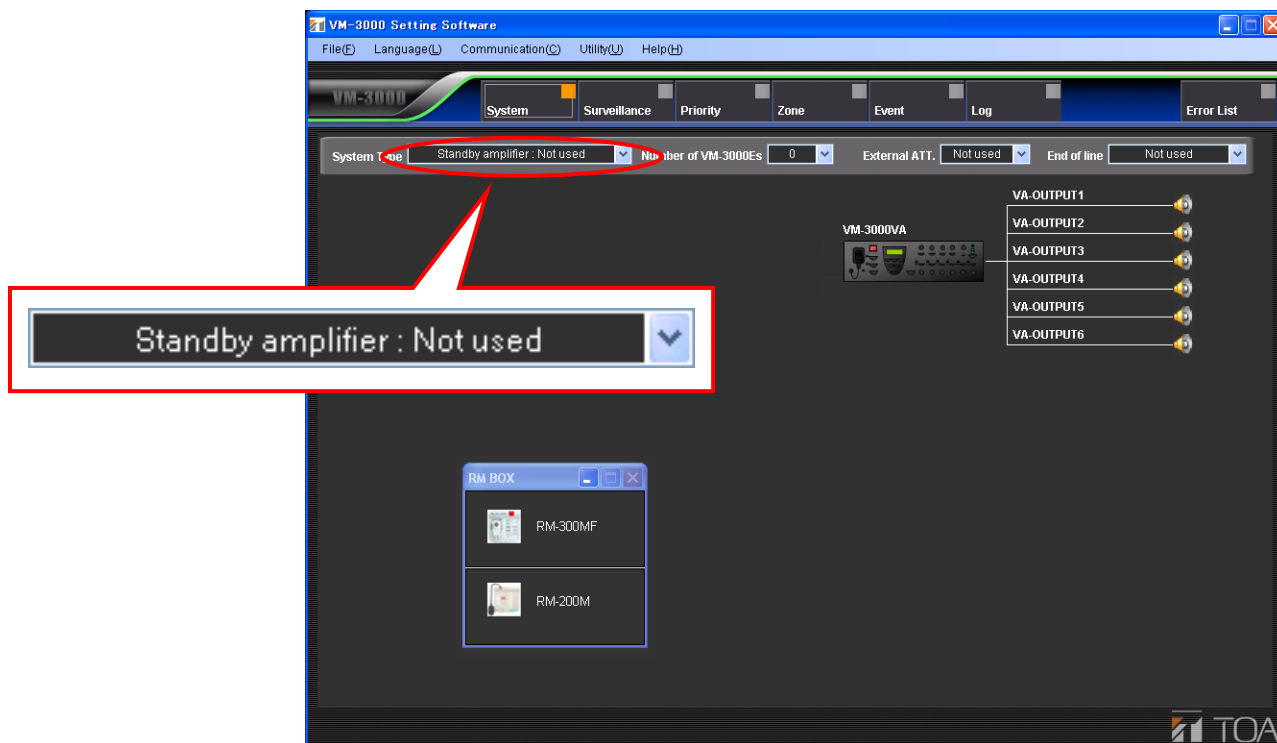 VM-3000 Setting Software
File(F) Language(L) Communication(C) Utility(U) Help(H)
VM-3000
System Surveillance Priority Zone Event Log Error List
System Type Standby amplifier : Not used Number of VM-3000Es 0 External ATT. Not used End of line Not used
VA-OUTPUT1
VA-OUTPUT2
VM-3000VA
VA-OUTPUT3
VA-OUTPUT4
VA-OUTPUT5
VA-OUTPUT6
Standby amplifier : Not used
RM BOX
RM-300MF
RM-200M
TOA